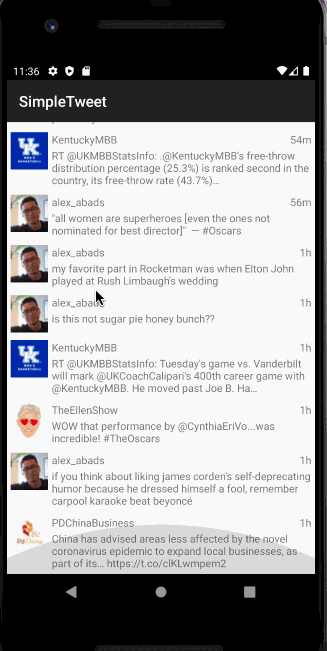 11:36
SimpleTweet
KentuckyMBB 54m
RT @UKMBBStatsInfo: .@KentuckyMBB's free-throw
distribution percentage (25.3%) is ranked second in the
country, its free-throw rate (43.7%)...
alex_abads 56m
"all women are superheroes [even the ones not
nominated for best director]" — #Oscars
alex_abads 1h
my favorite part in Rocketman was when Elton John
played at Rush Limbaugh's wedding
alex_abads 1h
is this not sugar pie honey bunch??
KentuckyMBB 1h
RT @UKMBBStatsInfo: Tuesday's game vs. Vanderbilt
will mark @UKCoachCalipari's 400th career game with
@KentuckyMBB. He moved past Joe B. Ha...
TheEllenShow 1h
WOW that performance by @CynthiaEriVo...was
incredible! #TheOscars
alex_abads 1h
if you think about liking james corden's self-deprecating
humor because he dressed himself a fool, remember
carpool karaoke beat beyoncé
PDChinaBusiness 1h
China has advised areas less affected by the novel
coronavirus epidemic to expand local businesses, as
part of its... https://t.co/clKLwmpem2